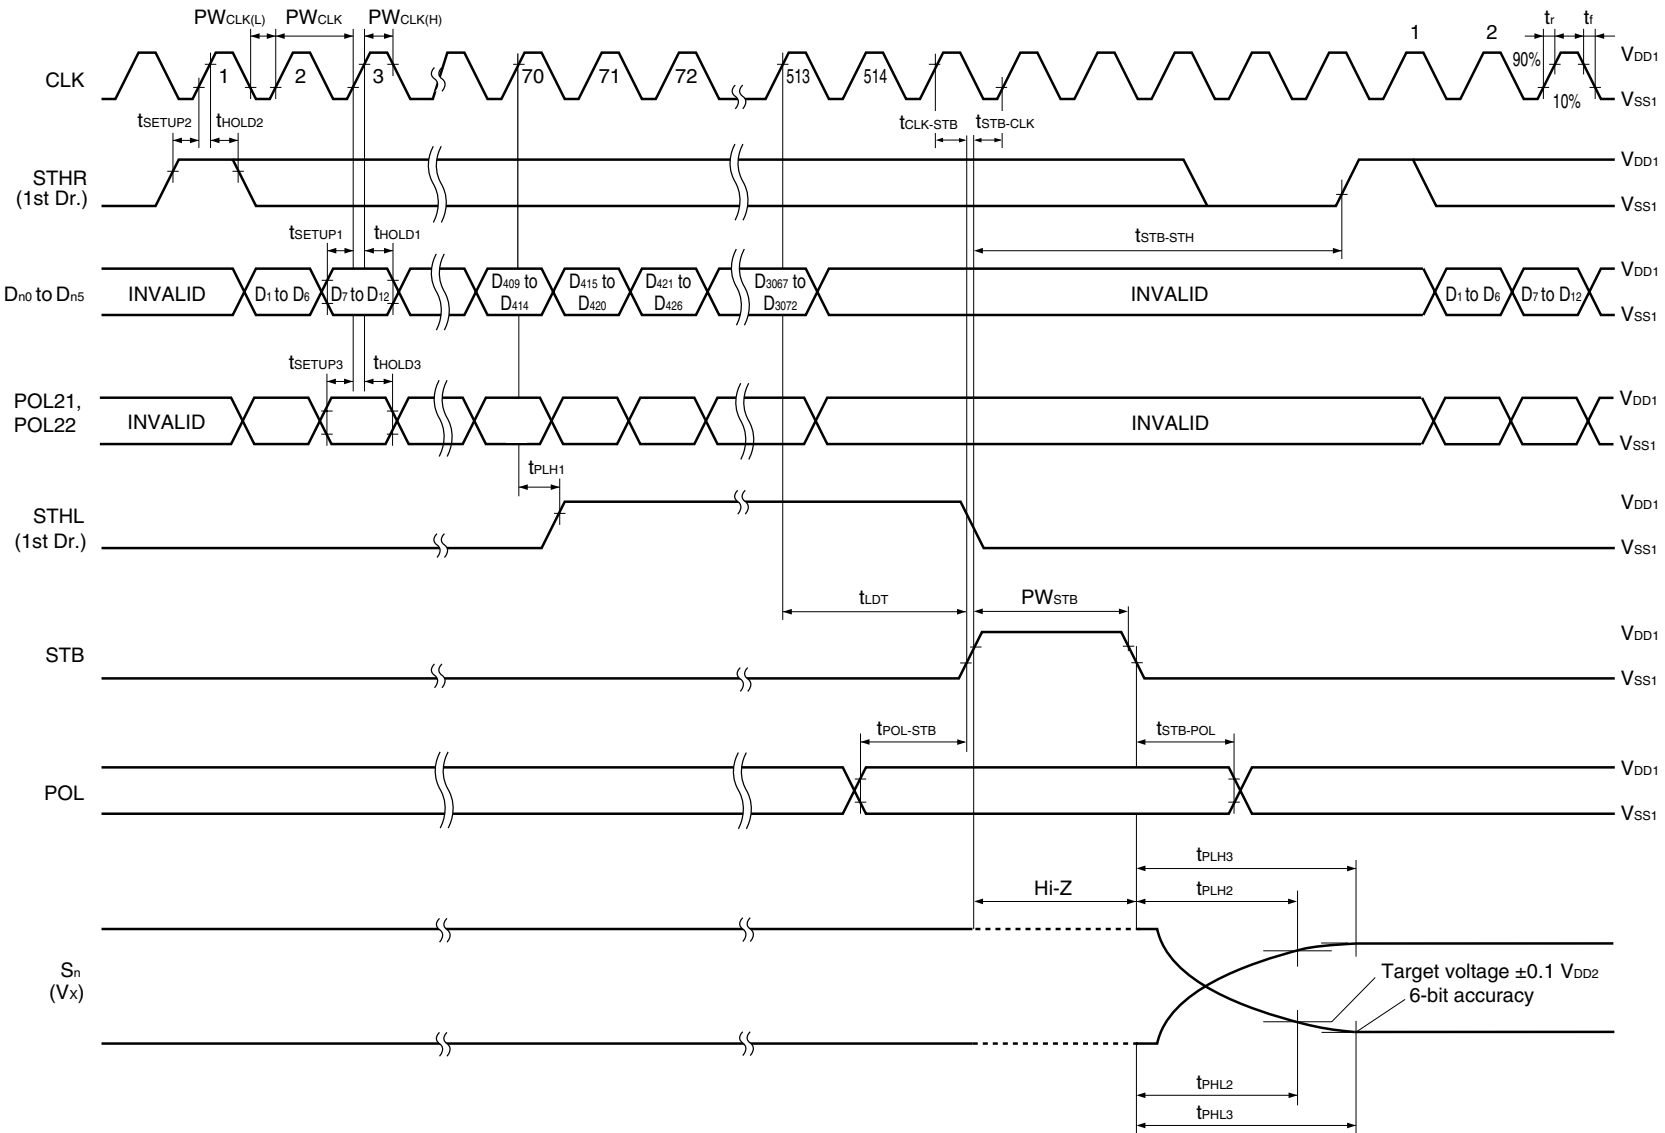 PWCLK(L) PWCLK PWCLK(H)
1 2 tr tf
CLK 1 2 3 70 71 72 513 514 90% 10% VDD1
VSS1
tSETUP2 tHOLD2 tCLK-STB tSTB-CLK
STHR
(1st Dr.)
VDD1
VSS1
tSETUP1 tHOLD1 tSTB-STH
Dn0 to Dn5 INVALID D1 to D6 D7 to D12 D409 to D414 D415 to D420 D421 to D426 D3067 to D3072 INVALID D1 to D6 D7 to D12
VDD1
VSS1
tSETUP3 tHOLD3
POL21,
POL22
INVALID INVALID
VDD1
VSS1
tPLH1
STHL
(1st Dr.)
VDD1
VSS1
tLDT PWSTB
STB
VDD1
VSS1
tPOL-STB tSTB-POL
POL
VDD1
VSS1
tPLH3
Hi-Z tPLH2
Sn
(VX)
Target voltage ±0.1 VDD2
6-bit accuracy
tPHL2
tPHL3